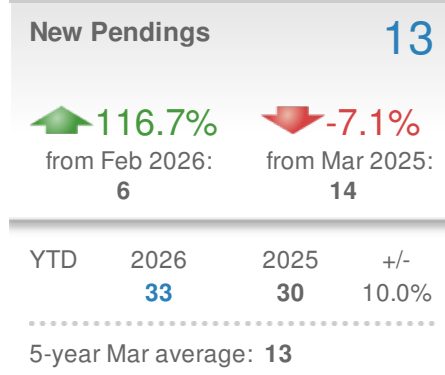 New Pendings 13
116.7% -7.1%
from Feb 2026: from Mar 2025:
6 14
YTD 2026 2025 +/-
33 30 10.0%
5-year Mar average: 13